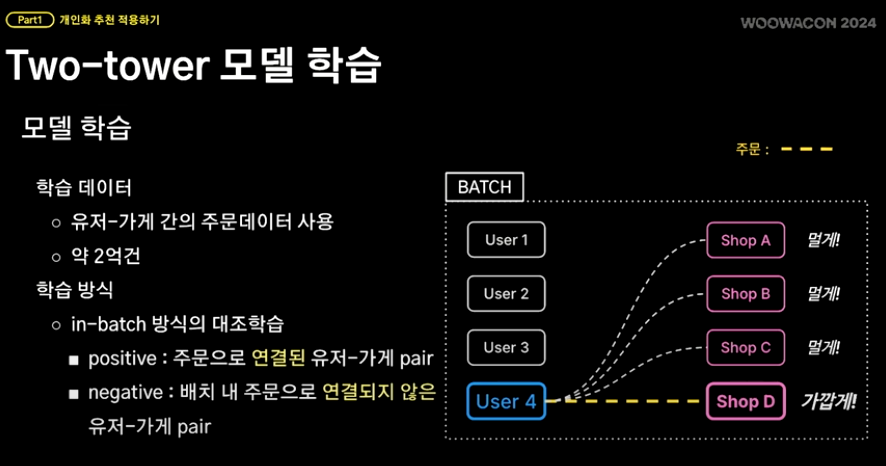 Part1 개인화 추천 적용하기
WOOWACON 2024
Two-tower 모델 학습
모델 학습
주문 :
학습 데이터
유저-가게 간의 주문데이터 사용
약 2억건
학습 방식
in-batch 방식의 대조학습
positive : 주문으로 연결된 유저-가게 pair
negative : 배치 내 주문으로 연결되지 않은
유저-가게 pair
BATCH
User 1
Shop A
멀게!
User 2
Shop B
멀게!
User 3
Shop C
멀게!
User 4
Shop D
가깝게!